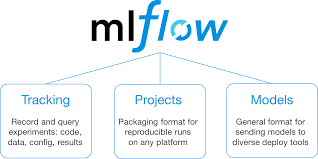 mlflow
Tracking
Record and query
experiments: code,
data, config, results
Projects
Packaging format for
reproducible runs
on any platform
Models
General format for
sending models to
diverse deploy tools